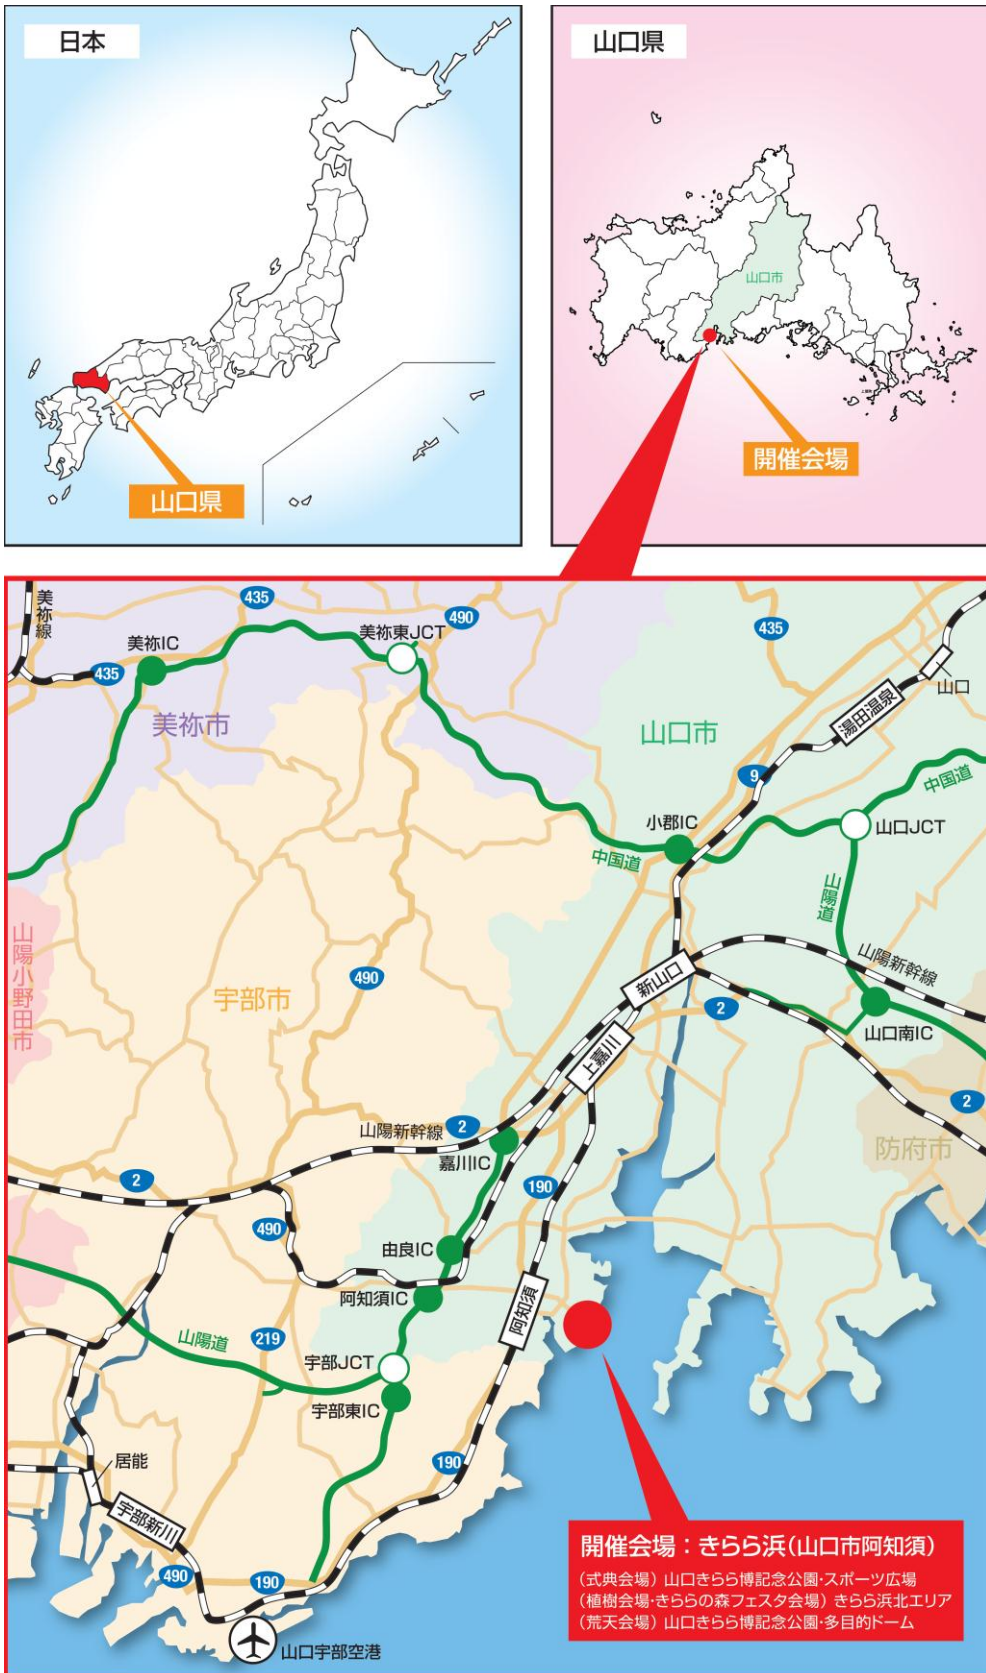 日本
山口県
山口県
山口市
開催会場
美祢線
435
490
美祢IC
美祢東JCT
435
435
山口
湯田温泉
美祢市
山口市
9
中国道
小郡IC
山口JCT
中国道
山陽道
山陽小野田市
宇部市
490
新山口
山陽新幹線
2
山口南IC
上嘉川
2
山陽新幹線
2
嘉川IC
防府市
2
190
490
由良IC
阿知須IC
阿知須
山陽道
219
宇部JCT
宇部東IC
居能
190
宇部新川
490
190
山口宇部空港
開催会場：きらら浜（山口市阿知須）
（式典会場）山口きらら博記念公園・スポーツ広場
（植樹会場・きららの森フェスタ会場）きらら浜北エリア
（荒天会場）山口きらら博記念公園・多目的ドーム